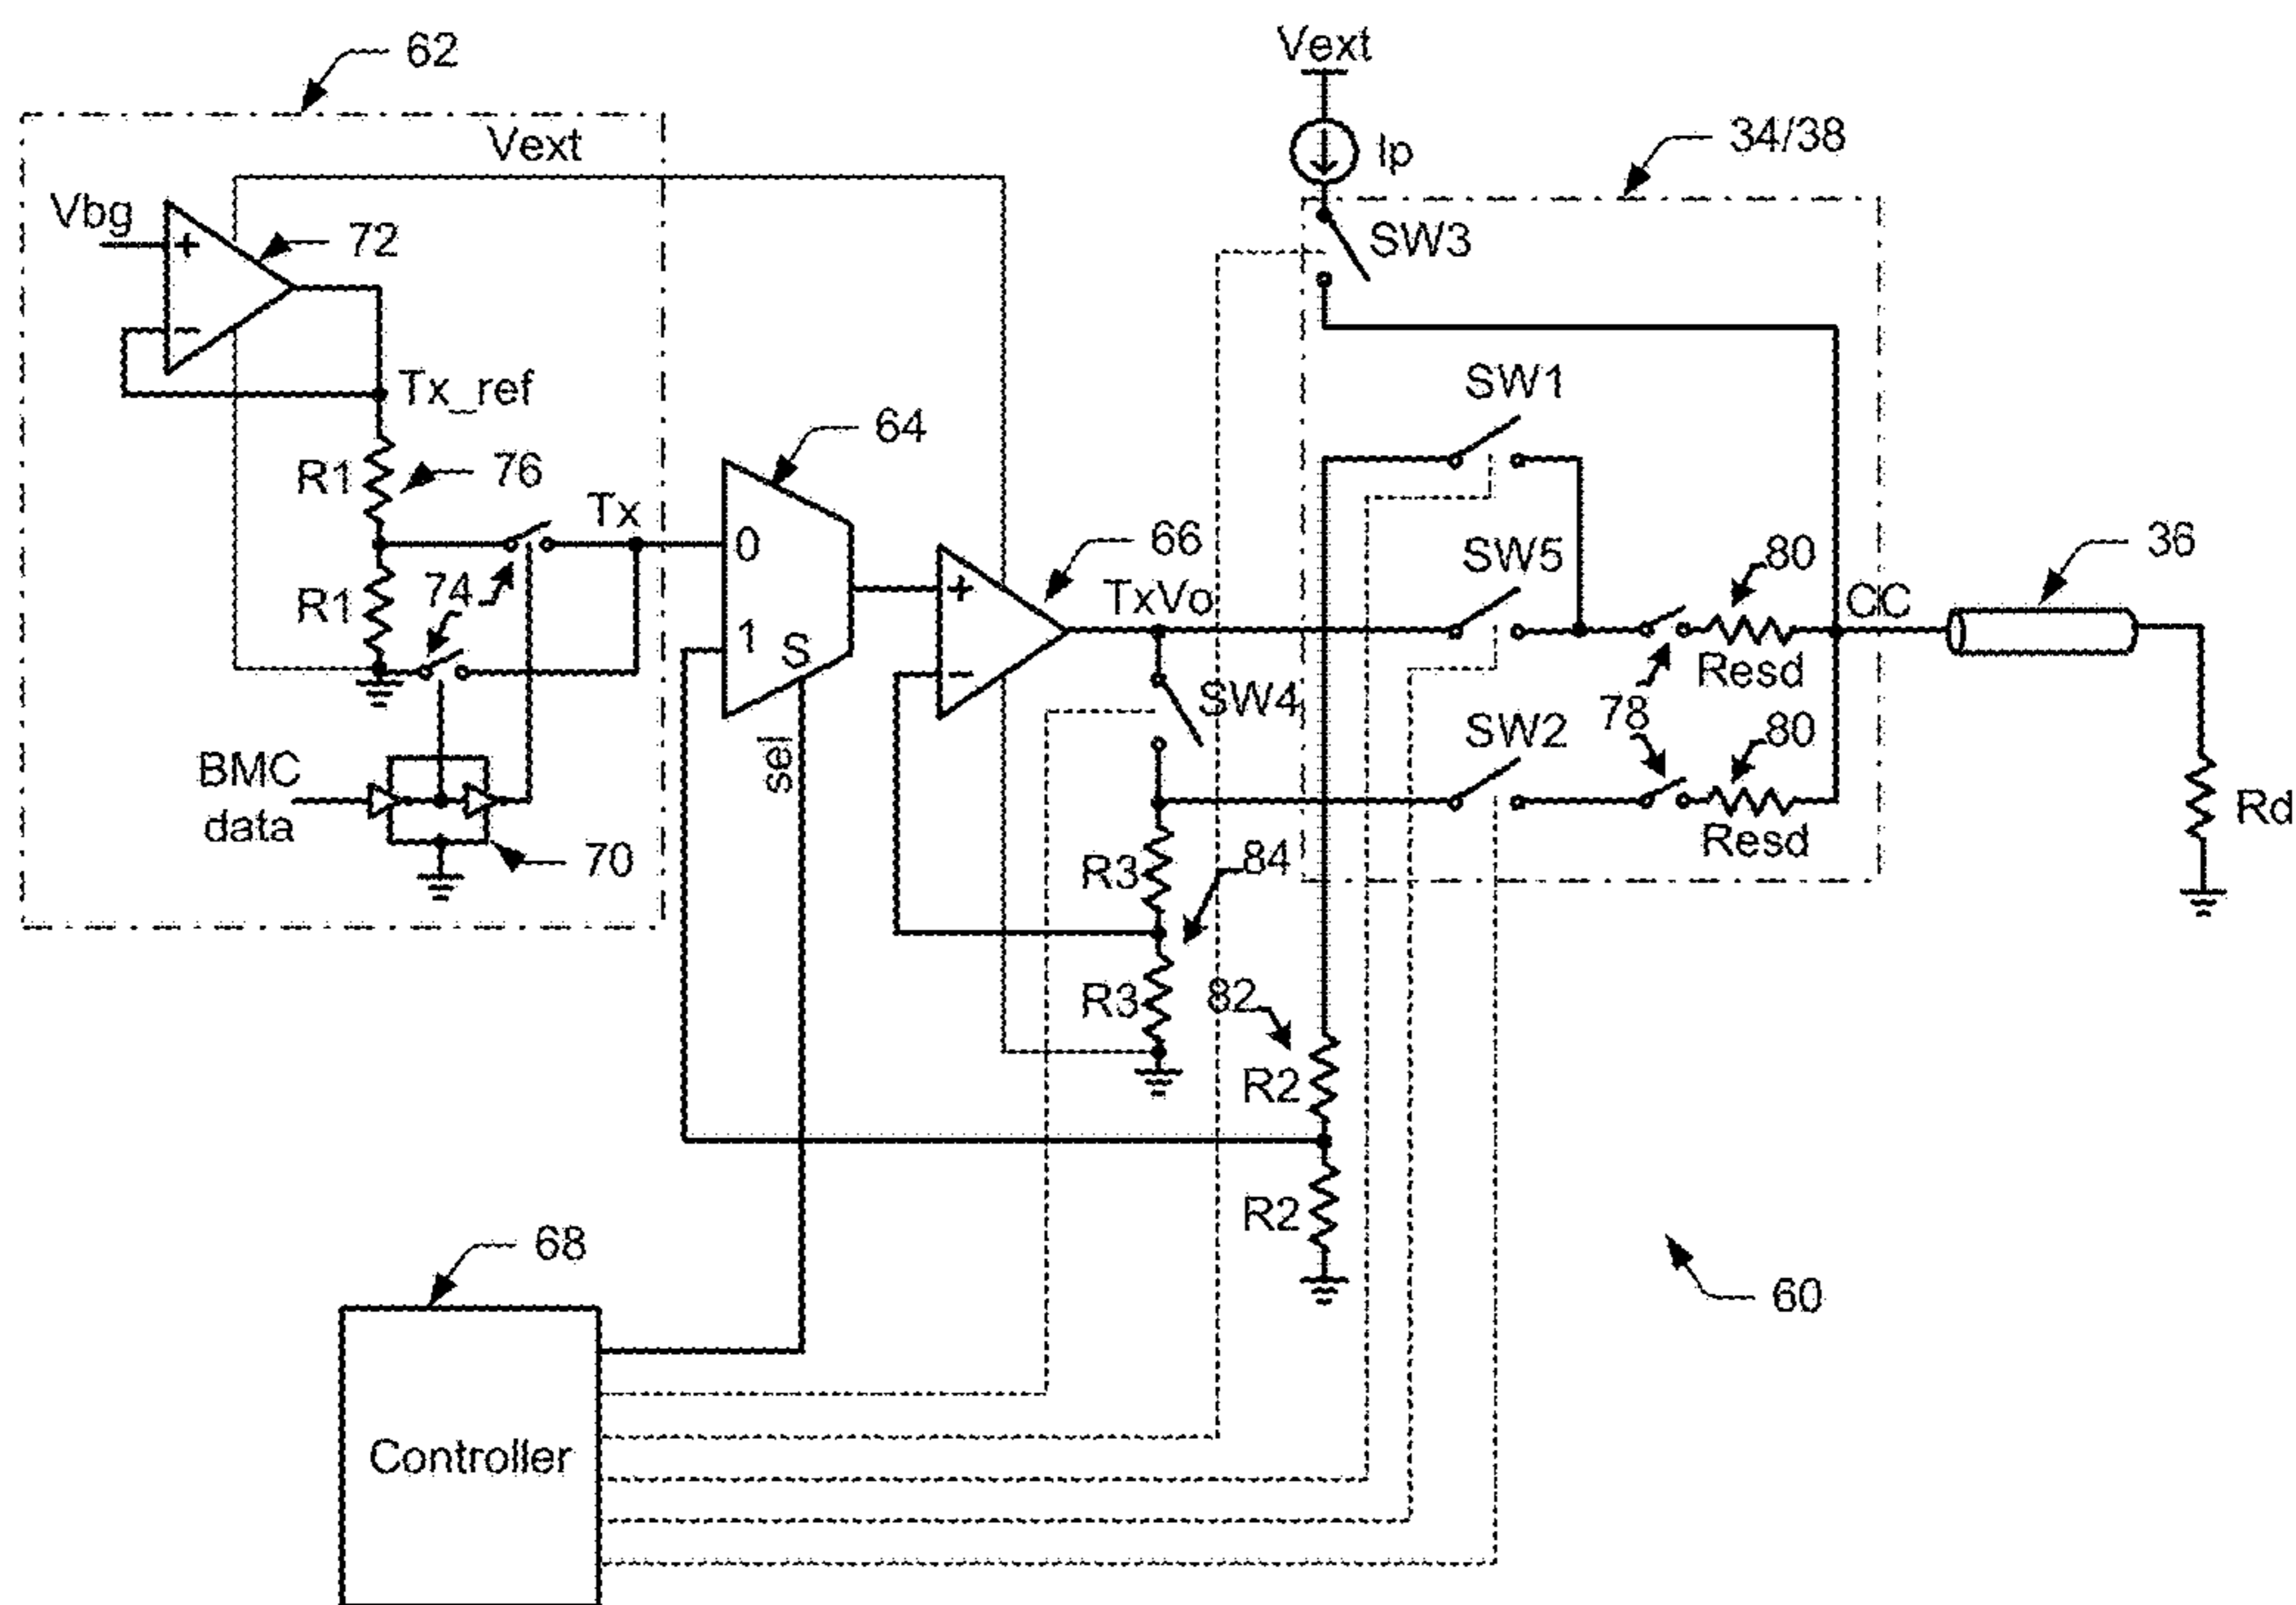 62
Vext
Vext
Ip
34/38
Vbg
+
72
SW3
−
Tx_ref
SW1
R1
76
64
Tx
66
SW5
36
0
80
74
+
TxVo
CC
R1
1
S
−
Resd
SW4
78
SW2
80
sel
BMC
data
Resd
Rd
70
R3
84
R3
82
R2
R2
68
60
Controller